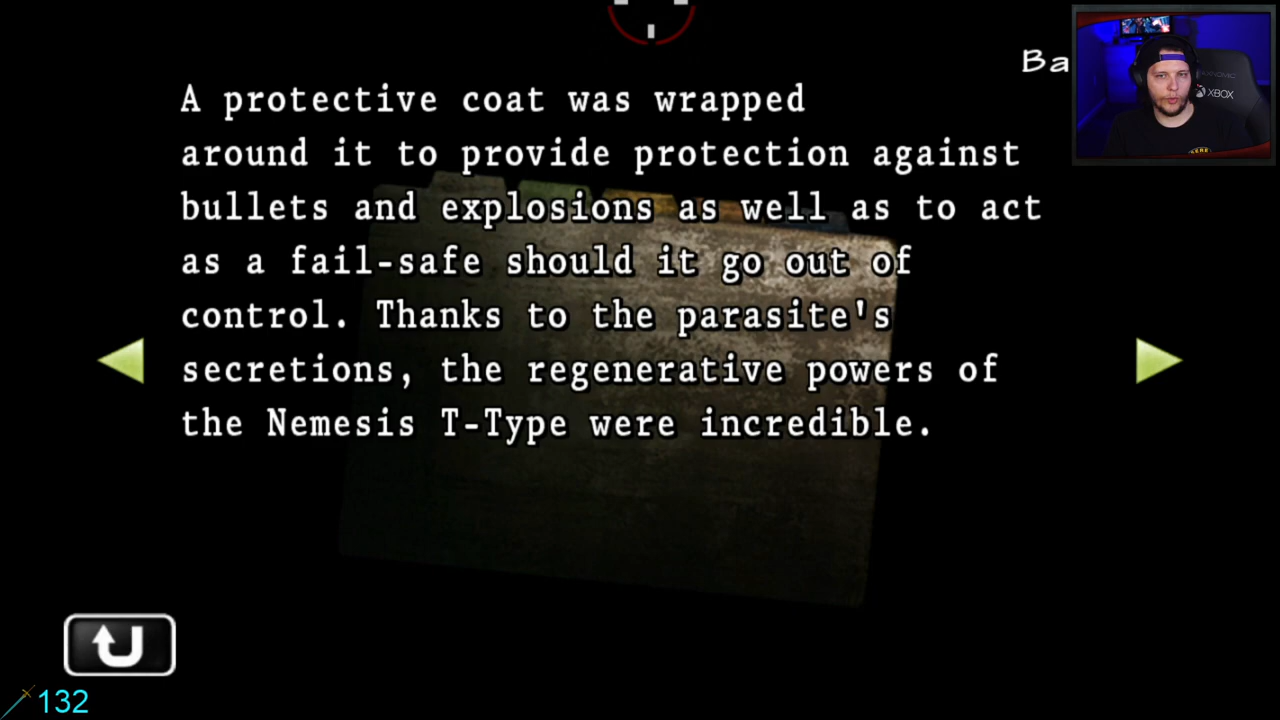 Ba
A protective coat was wrapped
around it to provide protection against
bullets and explosions as well as to act
as a fail-safe should it go out of
control. Thanks to the parasite's
secretions, the regenerative powers of
the Nemesis T-Type were incredible.
XBOX
132